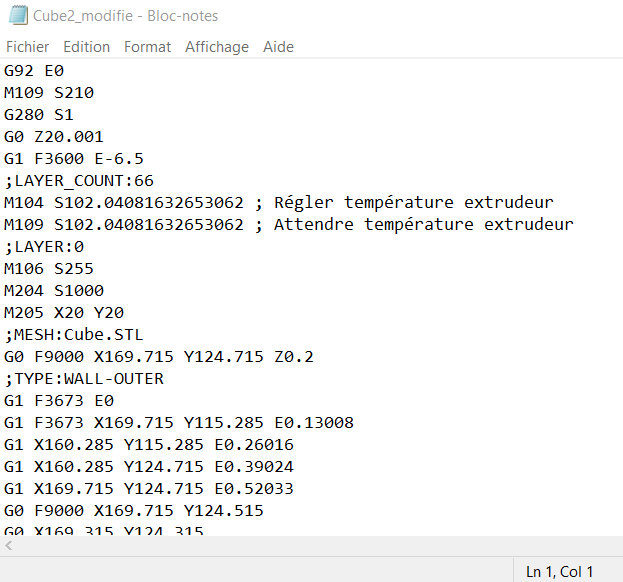 Cube2_modifie - Bloc-notes
Fichier Edition Format Affichage Aide
G92 E0
M109 S210
G280 S1
G0 Z20.001
G1 F3600 E-6.5
;LAYER_COUNT:66
M104 S102.04081632653062 ; Régler température extrudeur
M109 S102.04081632653062 ; Attendre température extrudeur
;LAYER:0
M106 S255
M204 S1000
M205 X20 Y20
;MESH:Cube.STL
G0 F9000 X169.715 Y124.715 Z0.2
;TYPE:WALL-OUTER
G1 F3673 E0
G1 F3673 X169.715 Y115.285 E0.13008
G1 X160.285 Y115.285 E0.26016
G1 X160.285 Y124.715 E0.39024
G1 X169.715 Y124.715 E0.52033
G0 F9000 X169.715 Y124.515
G0 X169.315 Y124.315
Ln 1, Col 1